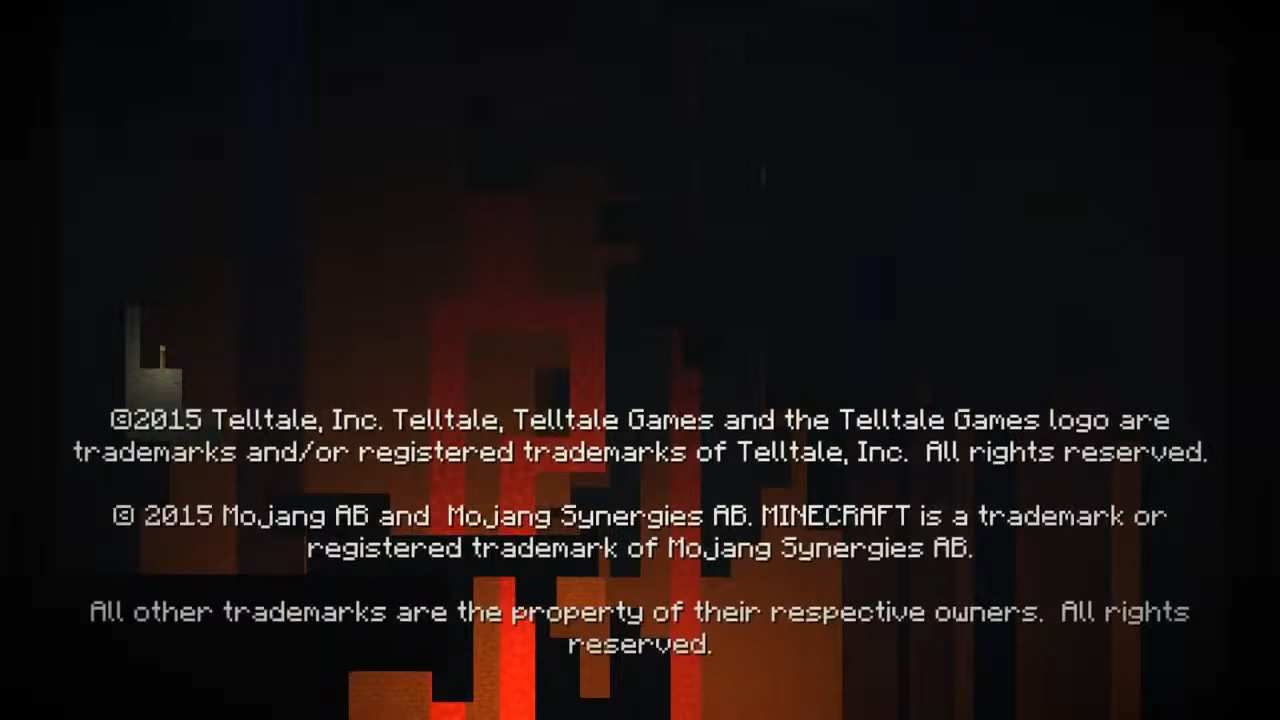 ©2015 Telltale, Inc. Telltale, Telltale Games and the Telltale Games logo are
trademarks and/or registered trademarks of Telltale, Inc. All rights reserved.
© 2015 Mojang AB and Mojang Synergies AB. MINECRAFT is a trademark or
registered trademark of Mojang Synergies AB.
All other trademarks are the property of their respective owners. All rights
reserved.